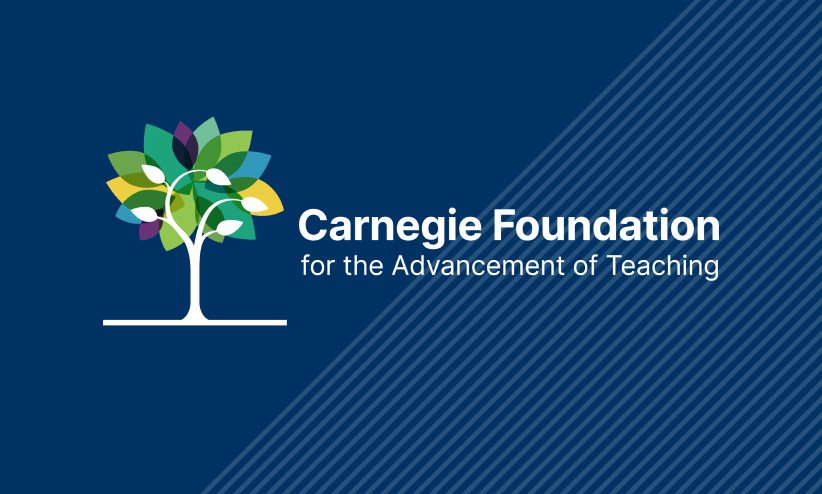 Carnegie Foundation
for the Advancement of Teaching